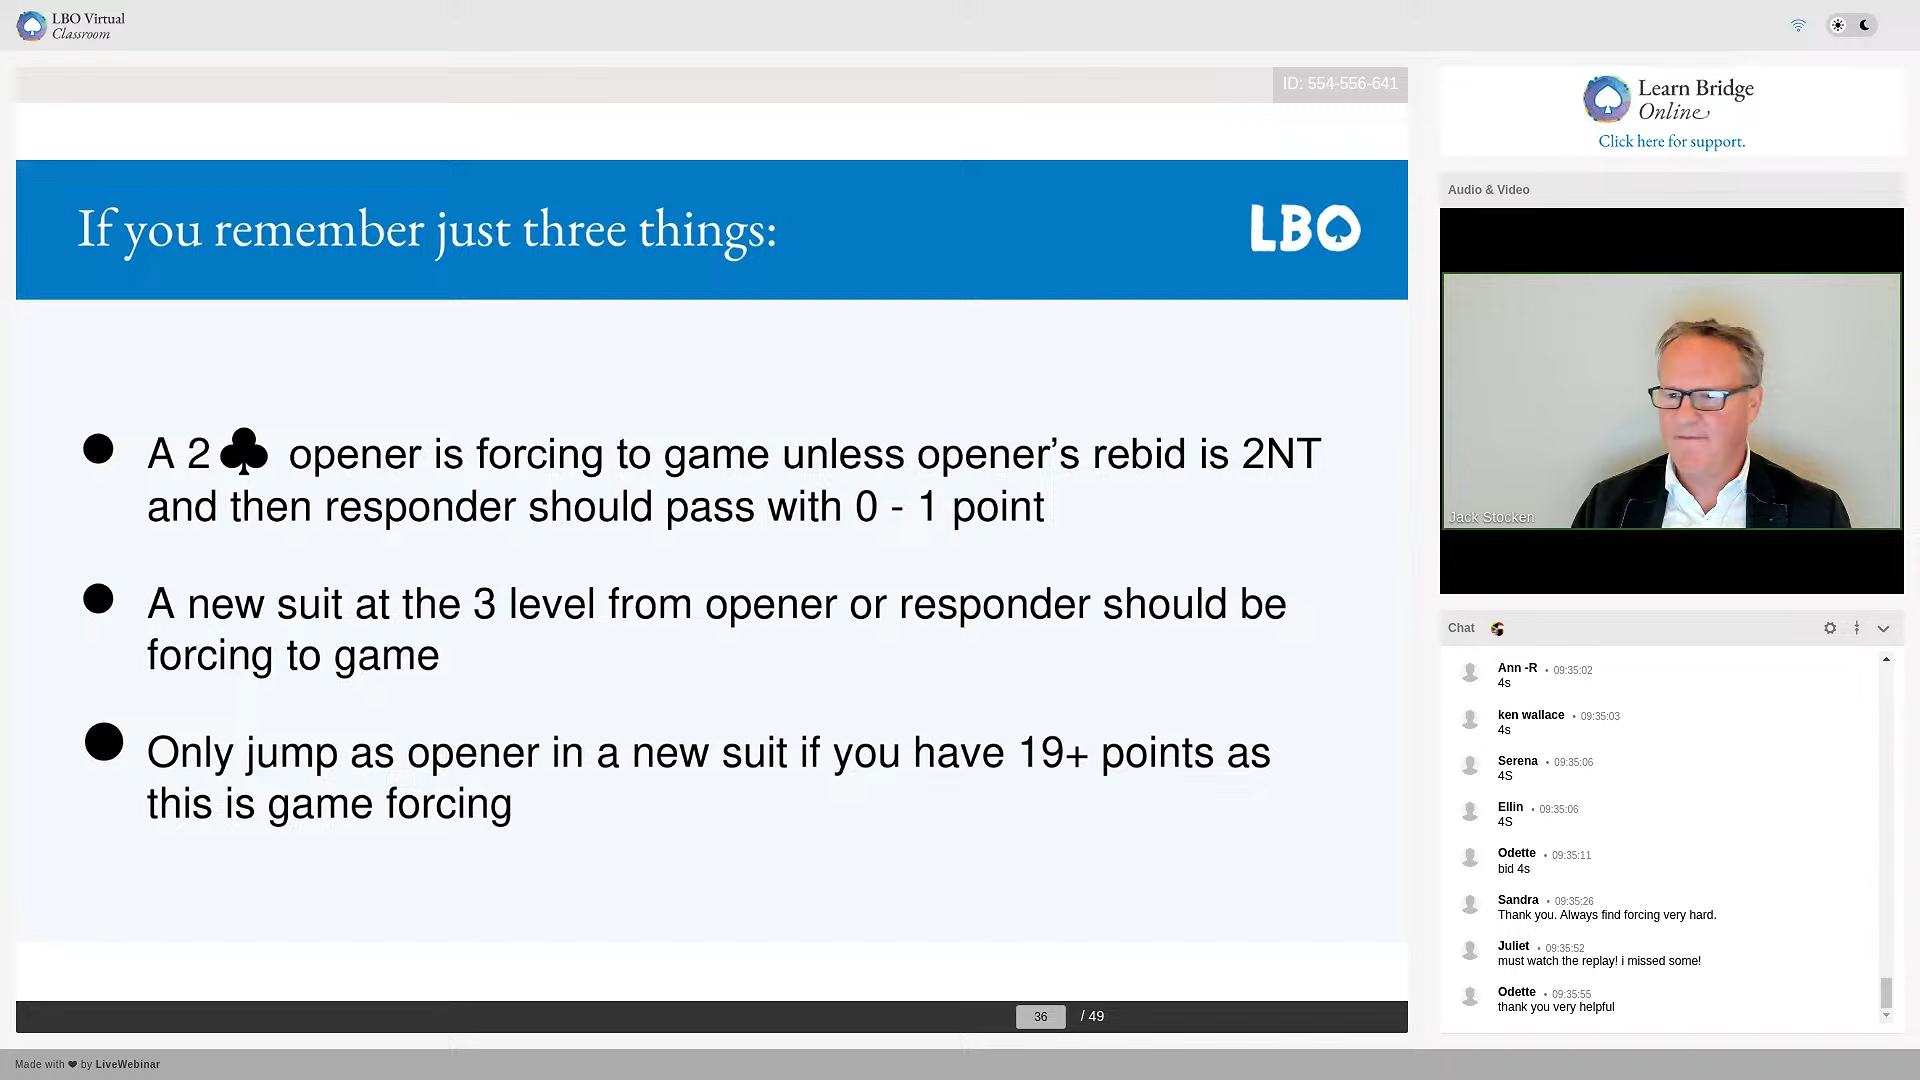 LBO Virtual
Classroom
ID: 554-556-641
If you remember just three things:
LBO
A 2♣ opener is forcing to game unless opener’s rebid is 2NT
and then responder should pass with 0 - 1 point
A new suit at the 3 level from opener or responder should be
forcing to game
Only jump as opener in a new suit if you have 19+ points as
this is game forcing
36 / 49
Learn Bridge
Online
Click here for support.
Audio & Video
Jack Stocken
Chat
Ann -R • 09:35:02
4s
ken wallace • 09:35:03
4s
Serena • 09:35:06
4S
Ellin • 09:35:06
4S
Odette • 09:35:11
bid 4s
Sandra • 09:35:26
Thank you. Always find forcing very hard.
Juliet • 09:35:52
must watch the replay! i missed some!
Odette • 09:35:55
thank you very helpful
Made with ❤ by LiveWebinar